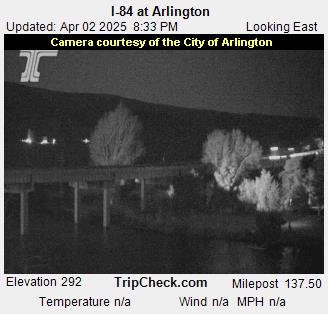 I-84 at Arlington
Updated: Apr 02 2025 8:33 PM Looking East
Camera courtesy of the City of Arlington
Elevation 292 TripCheck.com Milepost 137.50
Temperature n/a Wind n/a MPH n/a